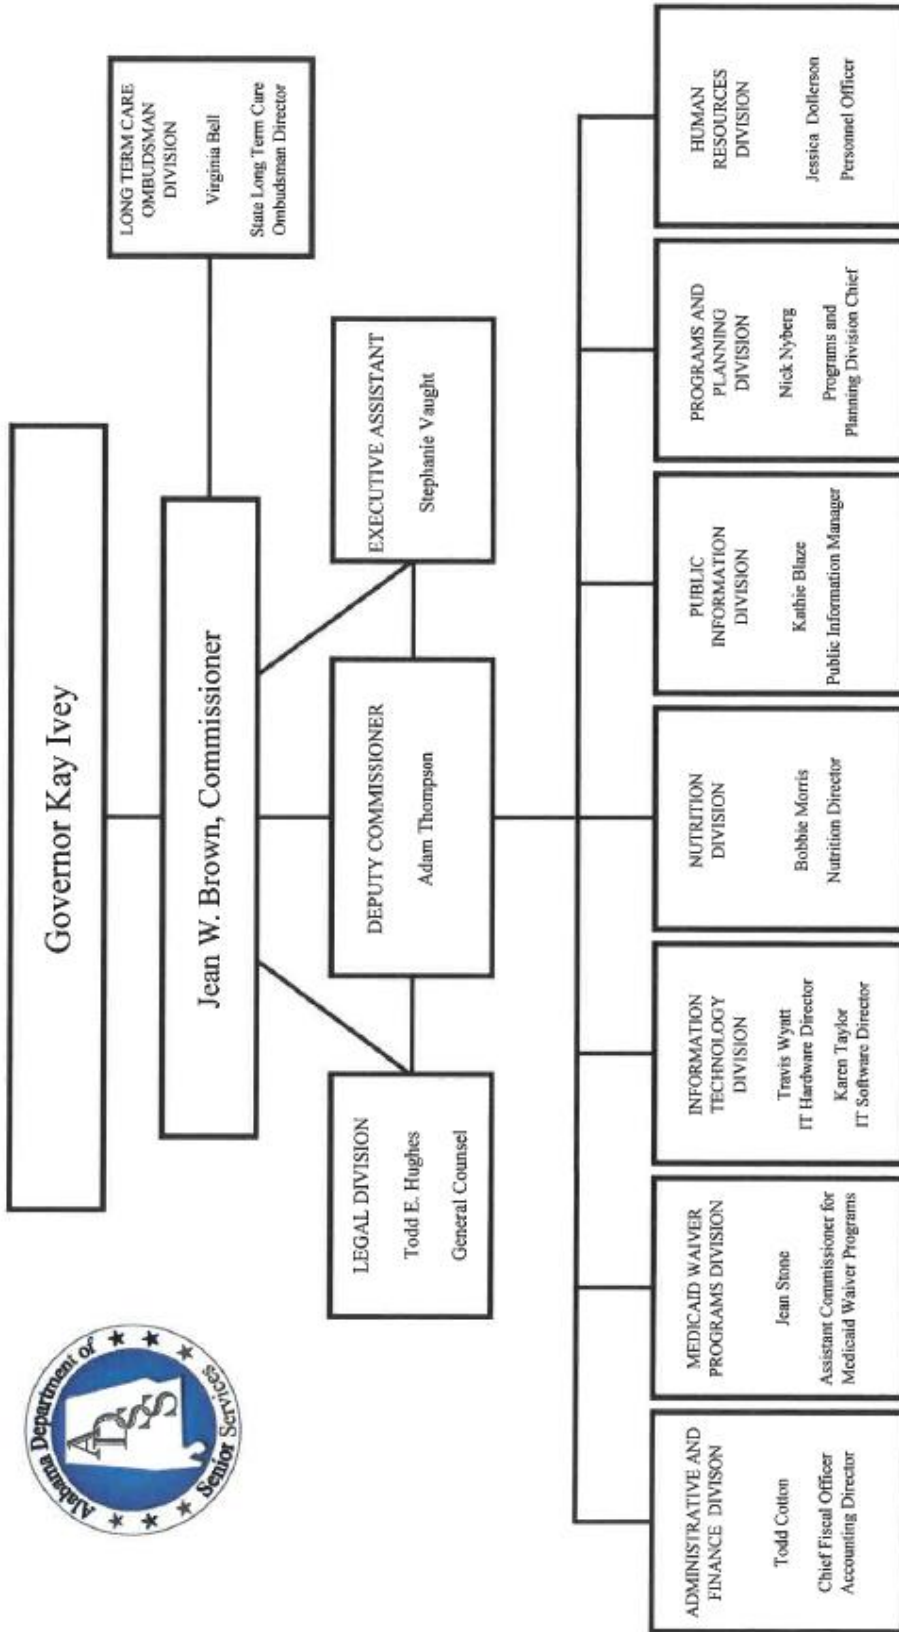 Alabama Department of
Senior Services
ADSS
Governor Kay Ivey
Jean W. Brown, Commissioner
LONG TERM CARE
OMBUDSMAN
DIVISION
Virginia Bell
State Long Term Care
Ombudsman Director
LEGAL DIVISION
Todd E. Hughes
General Counsel
DEPUTY COMMISSIONER
Adam Thompson
EXECUTIVE ASSISTANT
Stephanie Vaught
ADMINISTRATIVE AND
FINANCE DIVISON
Todd Cotton
Chief Fiscal Officer
Accounting Director
MEDICAID WAIVER
PROGRAMS DIVISION
Jean Stone
Assistant Commissioner for
Medicaid Waiver Programs
INFORMATION
TECHNOLOGY
DIVISION
Travis Wyatt
IT Hardware Director
Karen Taylor
IT Software Director
NUTRITION
DIVISION
Bobbie Morris
Nutrition Director
PUBLIC
INFORMATION
DIVISION
Kathie Blaze
Public Information Manager
PROGRAMS AND
PLANNING
DIVISION
Nick Nyberg
Programs and
Planning Division Chief
HUMAN
RESOURCES
DIVISION
Jessica Dollerson
Personnel Officer